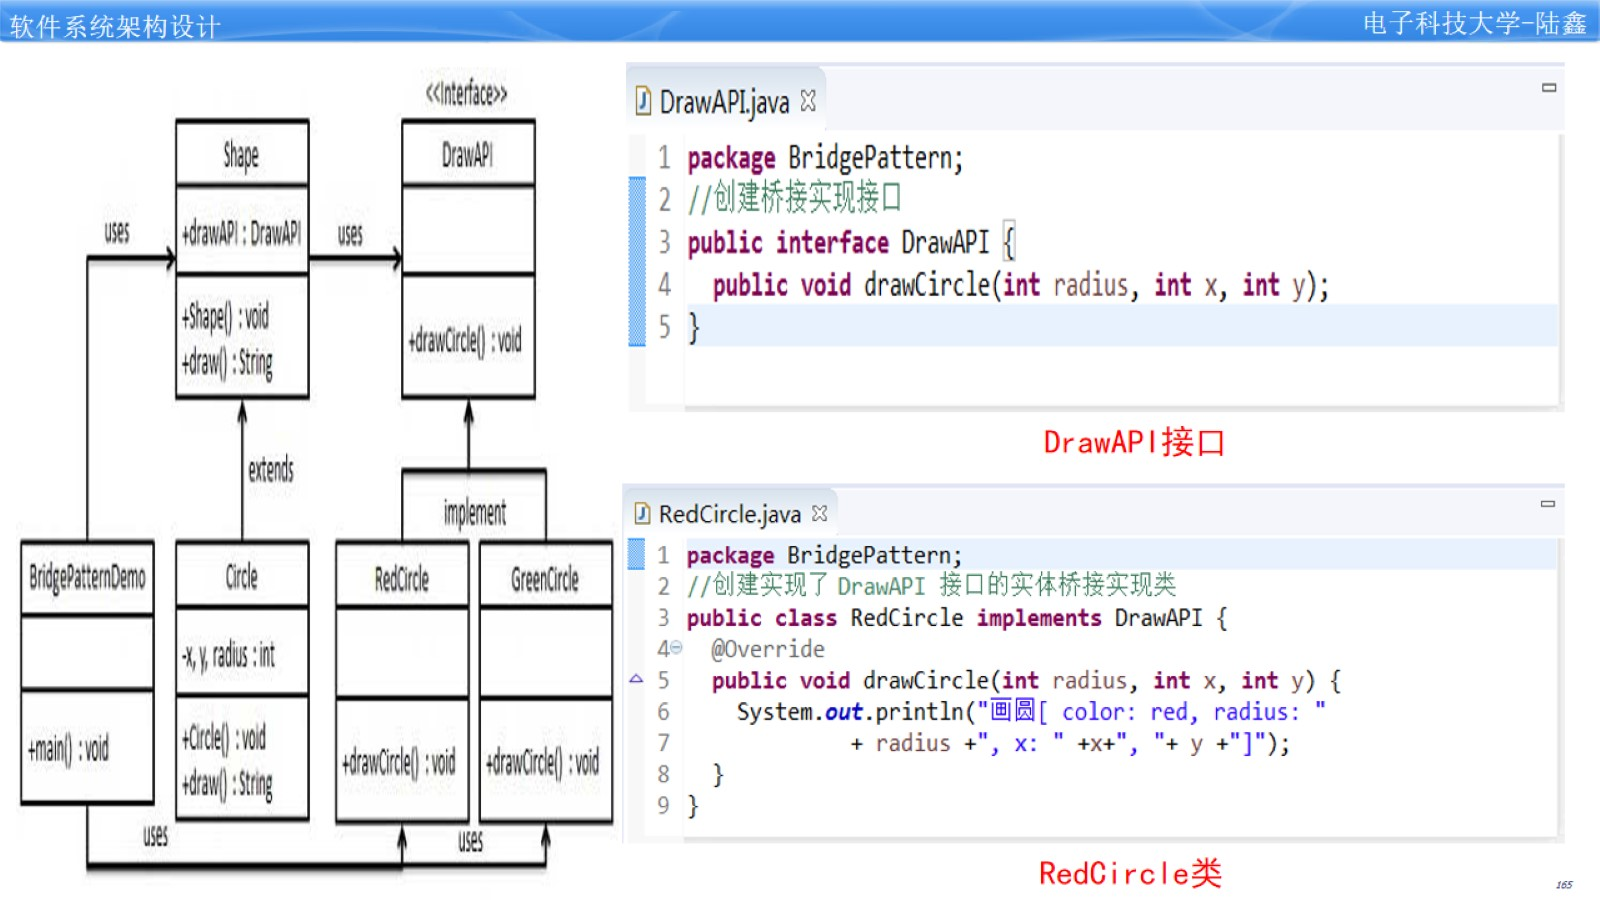 软件系统架构设计
电子科技大学-陆鑫
<<Interface>>
Shape
DrawAPI
uses
+drawAPI : DrawAPI
uses
+Shape() : void
+draw() : String
+drawCircle() : void
extends
implement
BridgePatternDemo
Circle
RedCircle
GreenCircle
-x, y, radius : int
+main() : void
+Circle() : void
+draw() : String
+drawCircle() : void
+drawCircle() : void
uses
uses
DrawAPI.java
1 package BridgePattern;
2 //创建桥接实现接口
3 public interface DrawAPI {
4 public void drawCircle(int radius, int x, int y);
5 }
DrawAPI接口
RedCircle.java
1 package BridgePattern;
2 //创建实现了 DrawAPI 接口的实体桥接实现类
3 public class RedCircle implements DrawAPI {
4 @Override
5 public void drawCircle(int radius, int x, int y) {
6 System.out.println("画圆[ color: red, radius: "
7 + radius +", x: " +x+", "+ y +"]");
8 }
9 }
RedCircle类
165